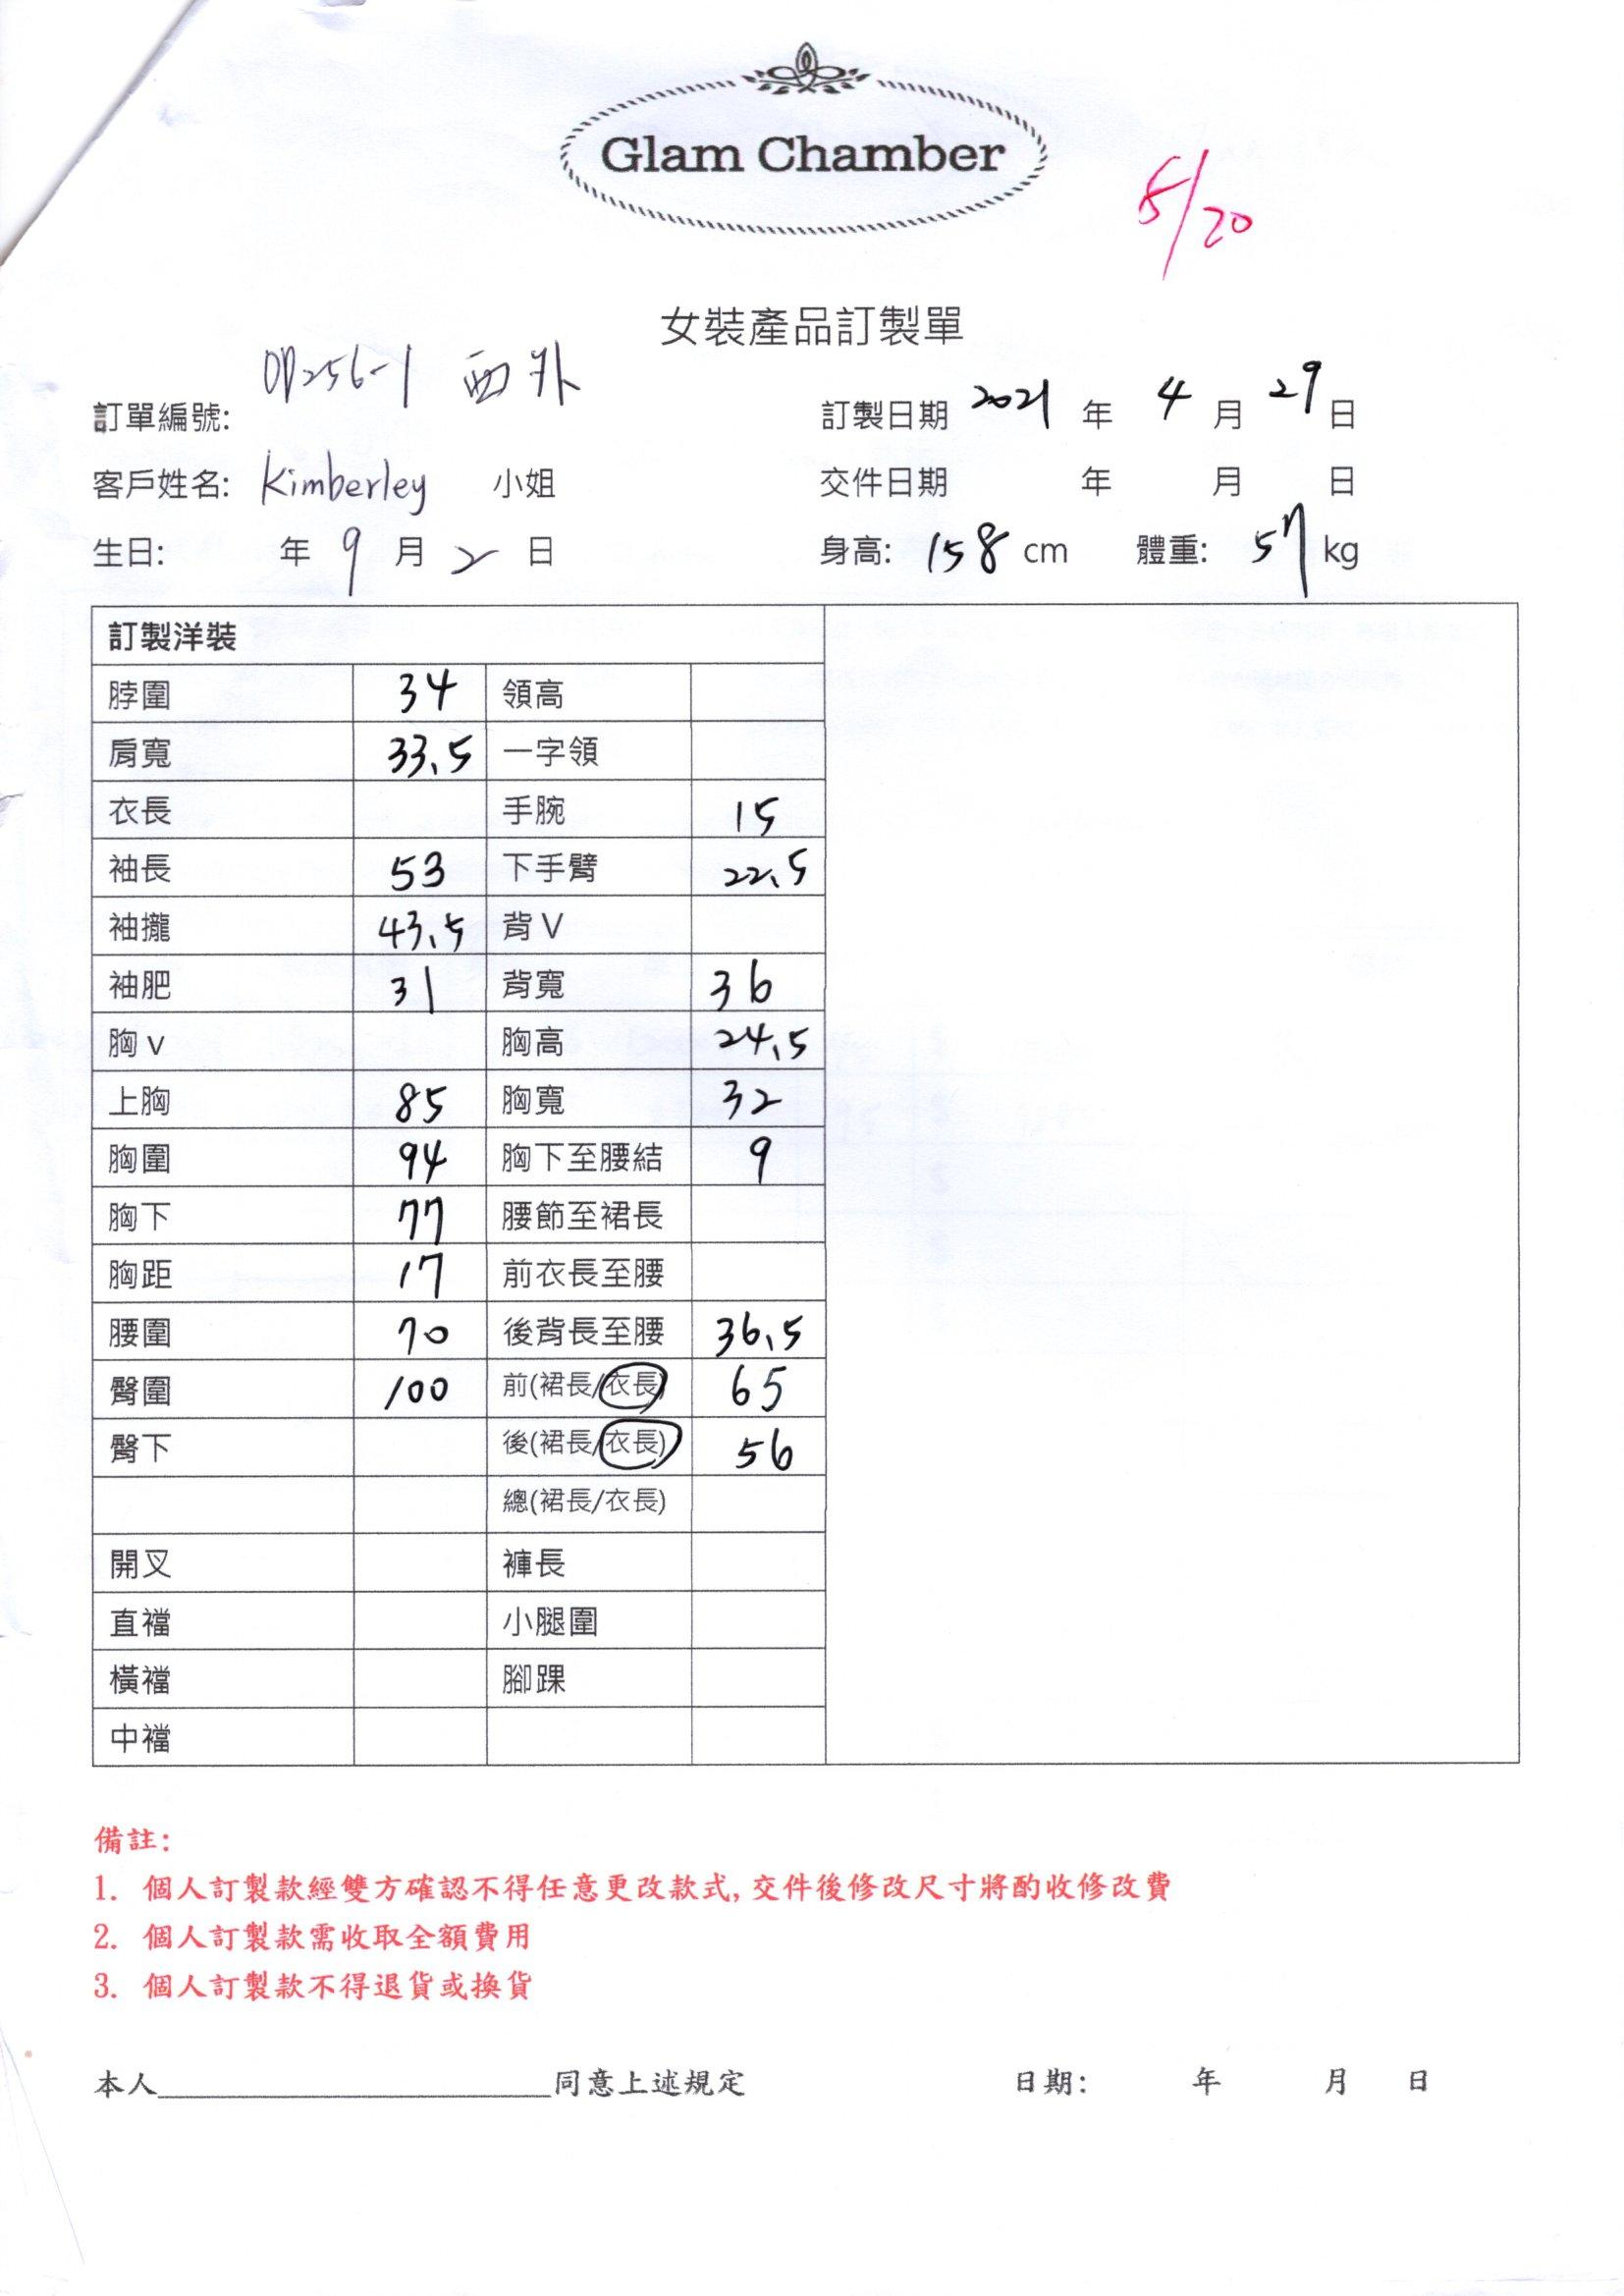 Glam Chamber
5/20
女裝產品訂製單
訂單編號: OP256-1 西外
訂製日期 2021 年 4 月 29 日
客戶姓名: Kimberley 小姐
交件日期 年 月 日
生日: 年 9 月 2 日
身高: 158 cm 體重: 57 kg
訂製洋裝
脖圍 34 領高
肩寬 33.5 一字領
衣長 手腕 15
袖長 53 下手臂 22.5
袖攏 43.5 背V
袖肥 31 背寬 36
胸v 胸高 24.5
上胸 85 胸寬 32
胸圍 94 胸下至腰結 9
胸下 77 腰節至裙長
胸距 17 前衣長至腰
腰圍 70 後背長至腰 36.5
臀圍 100 前(裙長/衣長) 65
臀下 後(裙長/衣長) 56
總(裙長/衣長)
開叉 褲長
直襠 小腿圍
橫襠 腳踝
中襠
備註:
1. 個人訂製款經雙方確認不得任意更改款式, 交件後修改尺寸將酌收修改費
2. 個人訂製款需收取全額費用
3. 個人訂製款不得退貨或換貨
本人____________________同意上述規定 日期: 年 月 日